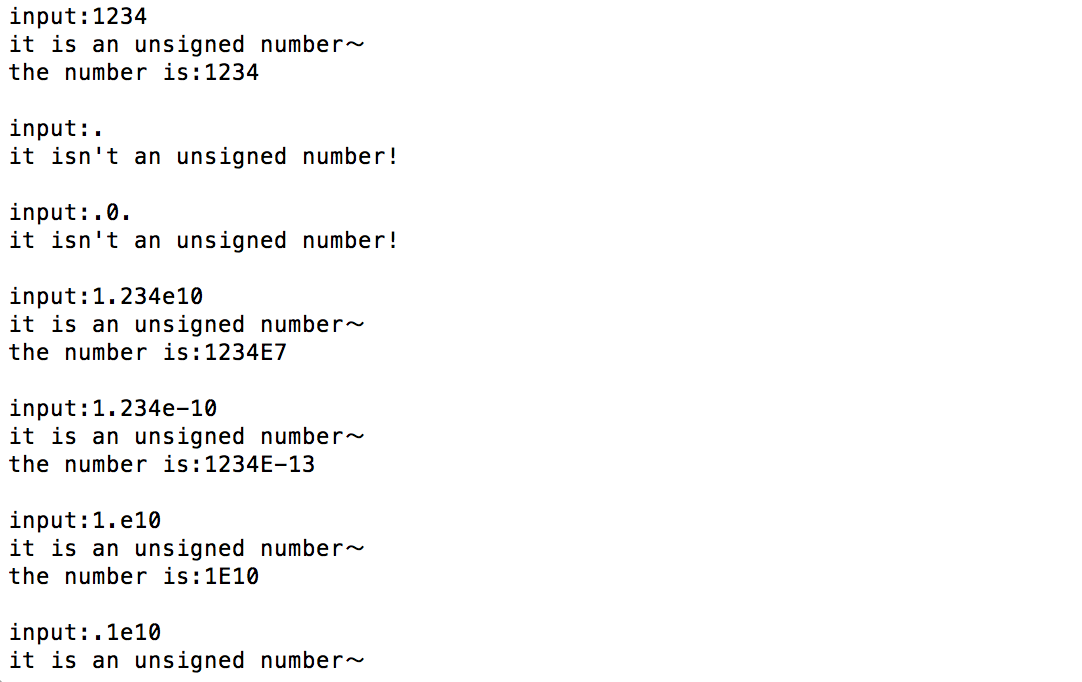 input:1234
it is an unsigned number~
the number is:1234
input:.
it isn't an unsigned number!
input:.0.
it isn't an unsigned number!
input:1.234e10
it is an unsigned number~
the number is:1234E7
input:1.234e-10
it is an unsigned number~
the number is:1234E-13
input:1.e10
it is an unsigned number~
the number is:1E10
input:.1e10
it is an unsigned number~